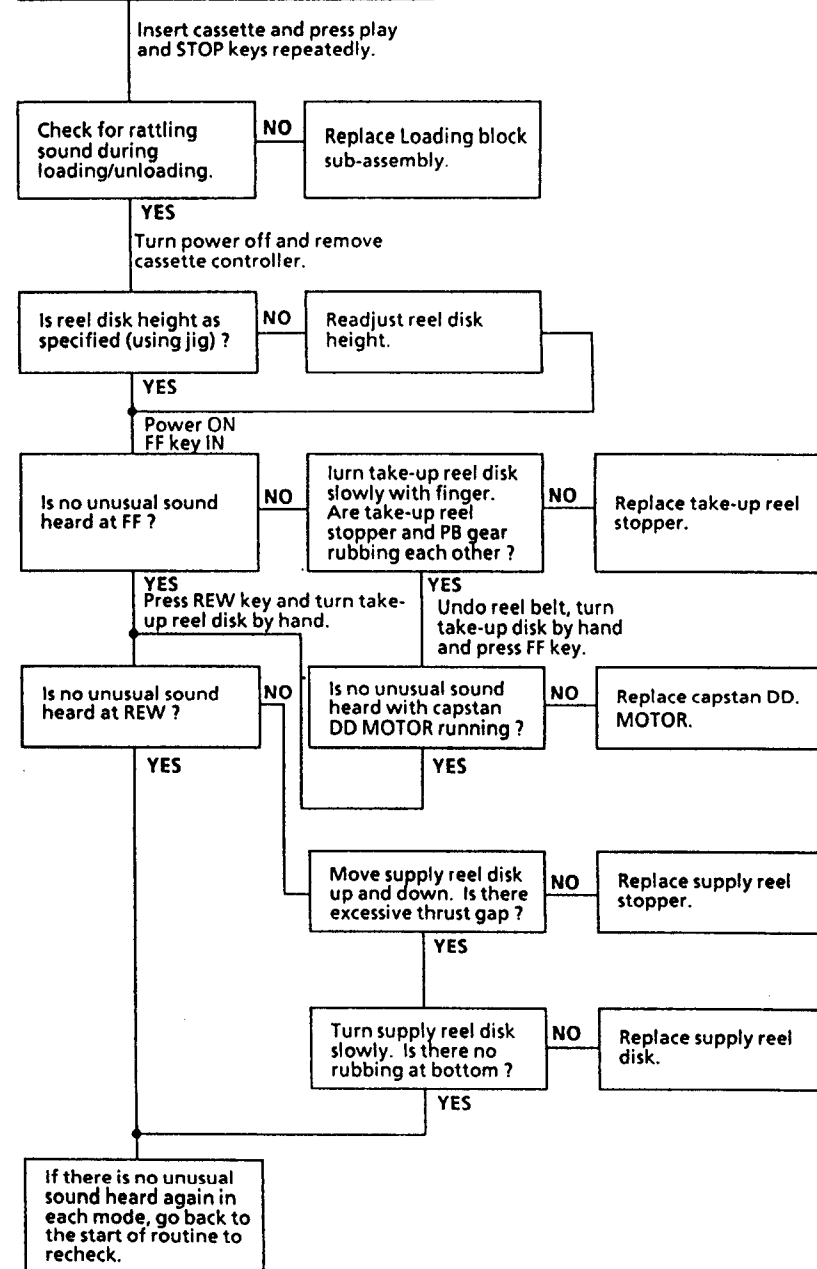 Insert cassette and press play
and STOP keys repeatedly.
Check for rattling
sound during
loading/unloading.
NO
Replace Loading block
sub-assembly.
YES
Turn power off and remove
cassette controller.
Is reel disk height as
specified (using jig) ?
NO
Readjust reel disk
height.
YES
Power ON
FF key IN
Is no unusual sound
heard at FF ?
NO
Turn take-up reel disk
slowly with finger.
Are take-up reel
stopper and PB gear
rubbing each other ?
NO
Replace take-up reel
stopper.
YES
Press REW key and turn take-
up reel disk by hand.
YES
Undo reel belt, turn
take-up disk by hand
and press FF key.
Is no unusual sound
heard at REW ?
NO
Is no unusual sound
heard with capstan
DD MOTOR running ?
NO
Replace capstan DD.
MOTOR.
YES
YES
Move supply reel disk
up and down. Is there
excessive thrust gap ?
NO
Replace supply reel
stopper.
YES
Turn supply reel disk
slowly. Is there no
rubbing at bottom ?
NO
Replace supply reel
disk.
YES
If there is no unusual
sound heard again in
each mode, go back to
the start of routine to
recheck.